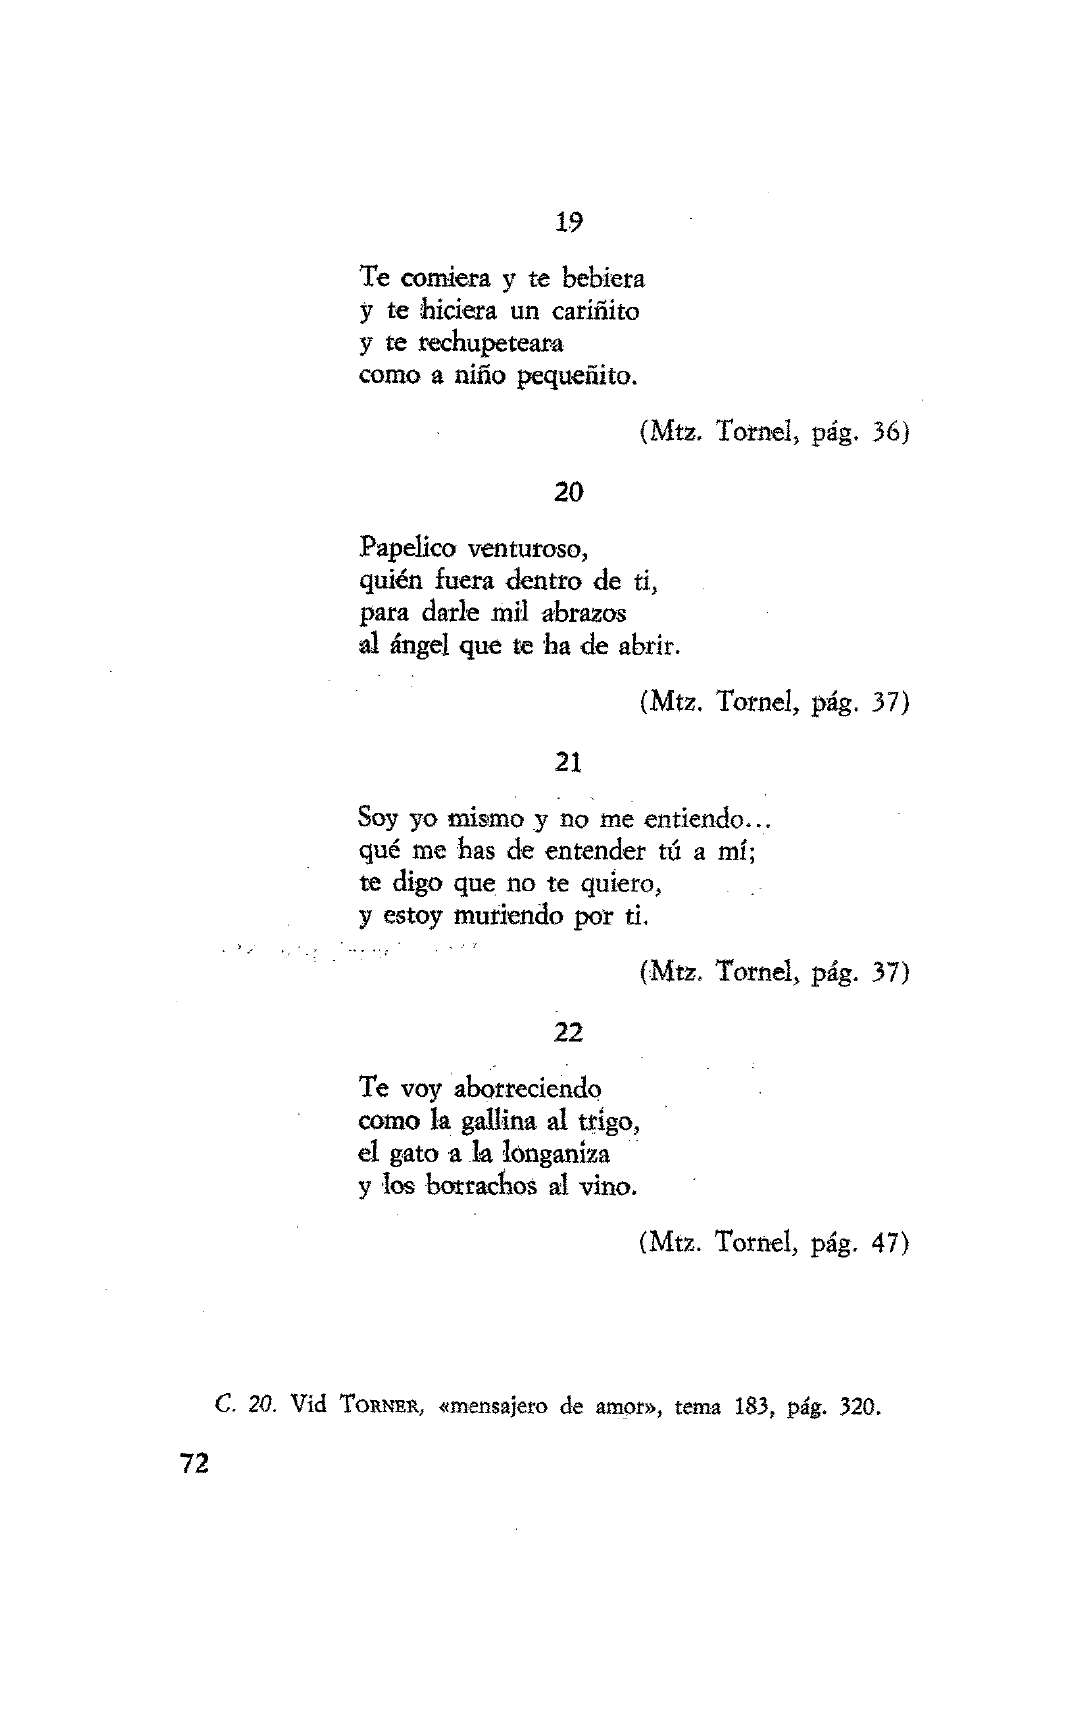 19
Te comiera y te bebiera
y te hiciera un cariñito
y te rechupeteara
como a niño pequeñito.
(Mtz. Tornel, pág. 36)
20
Papelico venturoso,
quién fuera dentro de ti,
para darle mil abrazos
al ángel que te ha de abrir.
(Mtz. Tornel, pág. 37)
21
Soy yo mismo y no me entiendo...
qué me has de entender tú a mí;
te digo que no te quiero,
y estoy muriendo por ti.
(Mtz. Tornel, pág. 37)
22
Te voy aborreciendo
como la gallina al trigo,
el gato a la longaniza
y los borrachos al vino.
(Mtz. Tornel, pág. 47)
C. 20. Vid TORNER, «mensajero de amor», tema 183, pág. 320.
72